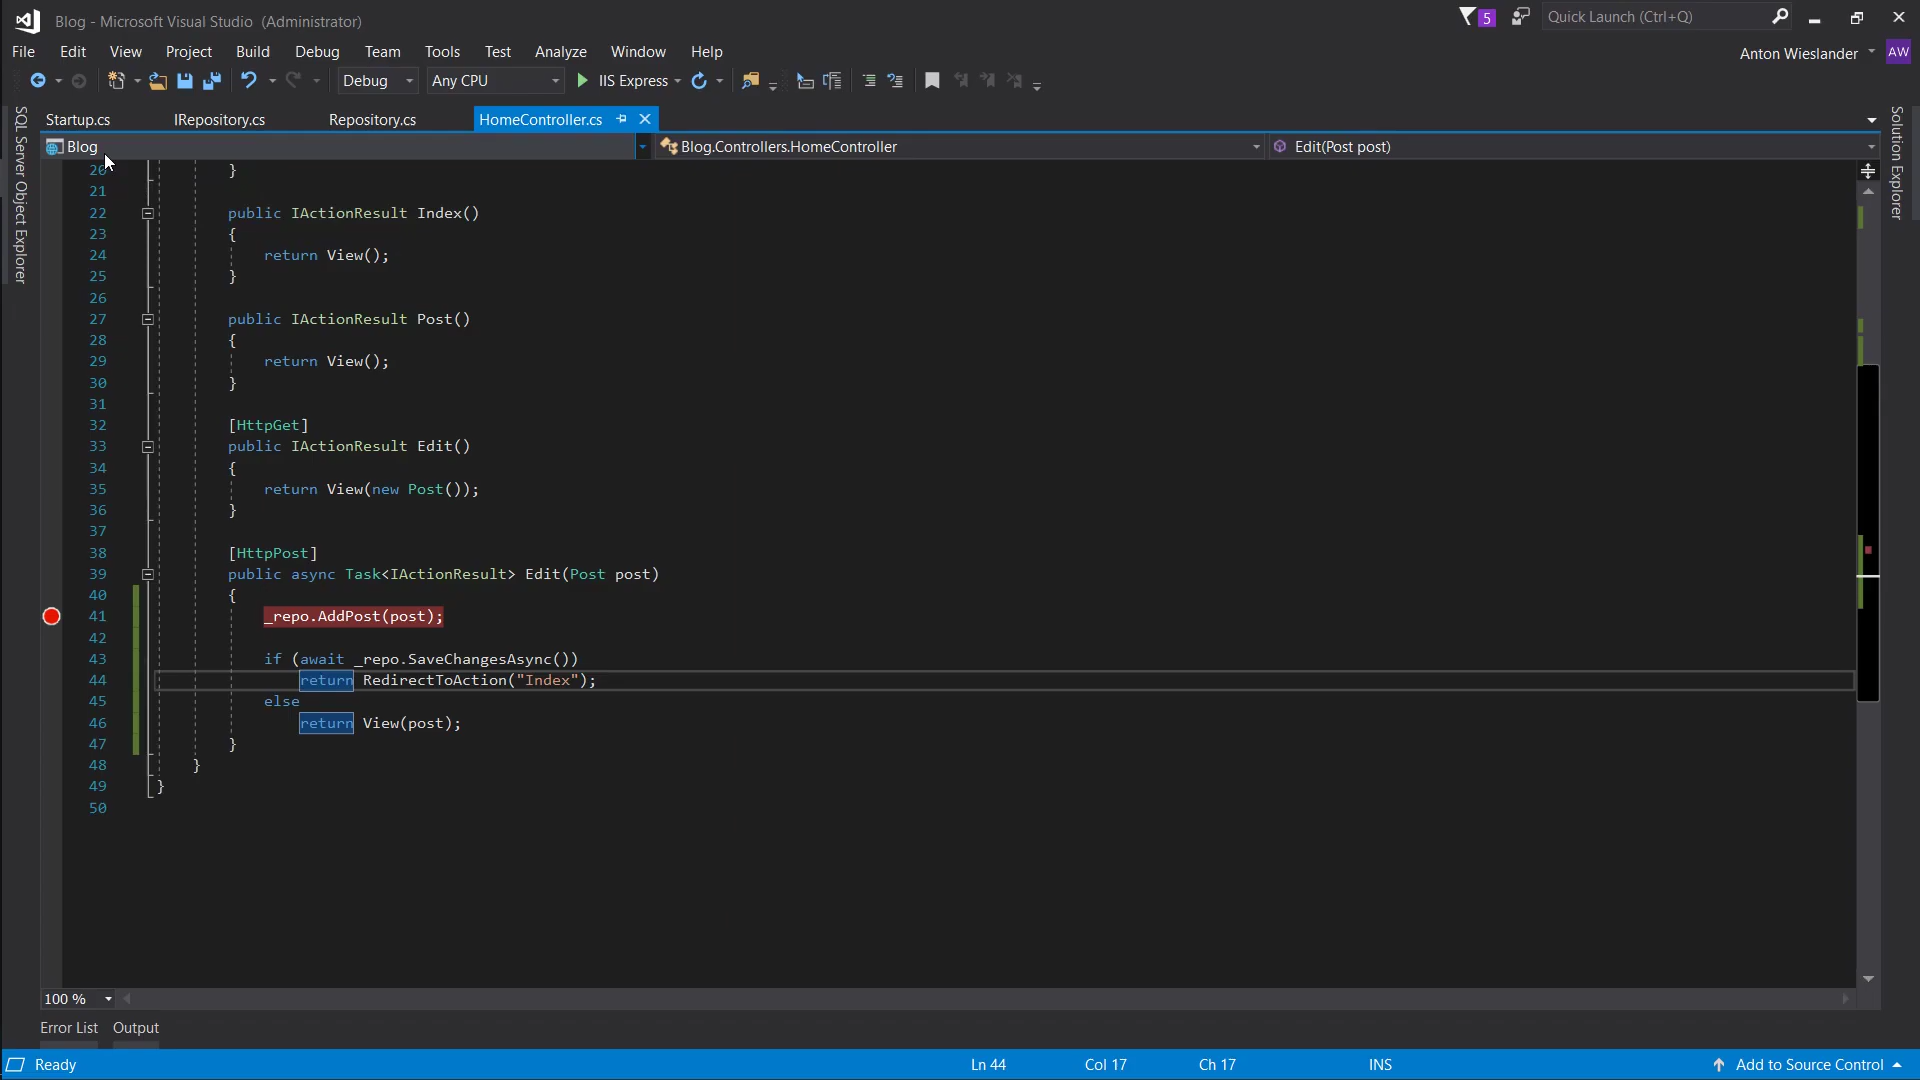 Blog - Microsoft Visual Studio (Administrator)
5
Quick Launch (Ctrl+Q)
File Edit View Project Build Debug Team Tools Test Analyze Window Help
Anton Wieslander AW
Debug Any CPU IIS Express
SQL Server Object Explorer
Solution Explorer
Startup.cs IRepository.cs Repository.cs HomeController.cs
Blog Blog.Controllers.HomeController Edit(Post post)
20 }
21
22 public IActionResult Index()
23 {
24 return View();
25 }
26
27 public IActionResult Post()
28 {
29 return View();
30 }
31
32 [HttpGet]
33 public IActionResult Edit()
34 {
35 return View(new Post());
36 }
37
38 [HttpPost]
39 public async Task<IActionResult> Edit(Post post)
40 {
41 _repo.AddPost(post);
42
43 if (await _repo.SaveChangesAsync())
44 return RedirectToAction("Index");
45 else
46 return View(post);
47 }
48 }
49 }
50
100 %
Error List Output
Ready Ln 44 Col 17 Ch 17 INS Add to Source Control